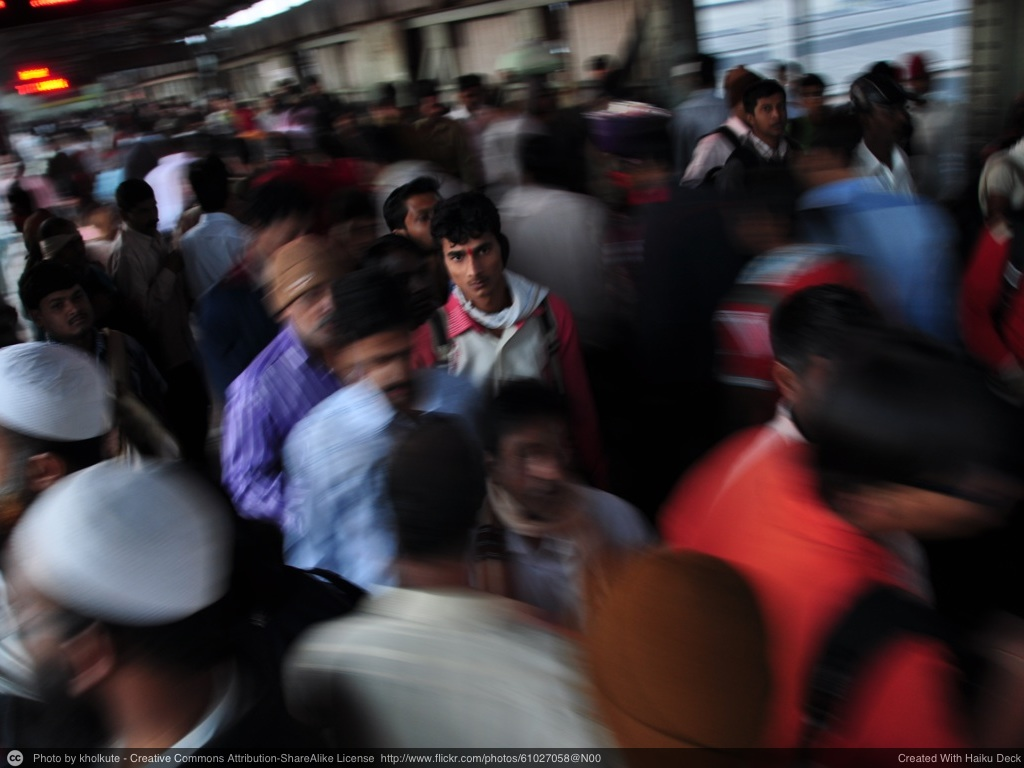 cc Photo by kholkute - Creative Commons Attribution-ShareAlike License http://www.flickr.com/photos/61027058@N00 Created With Haiku Deck